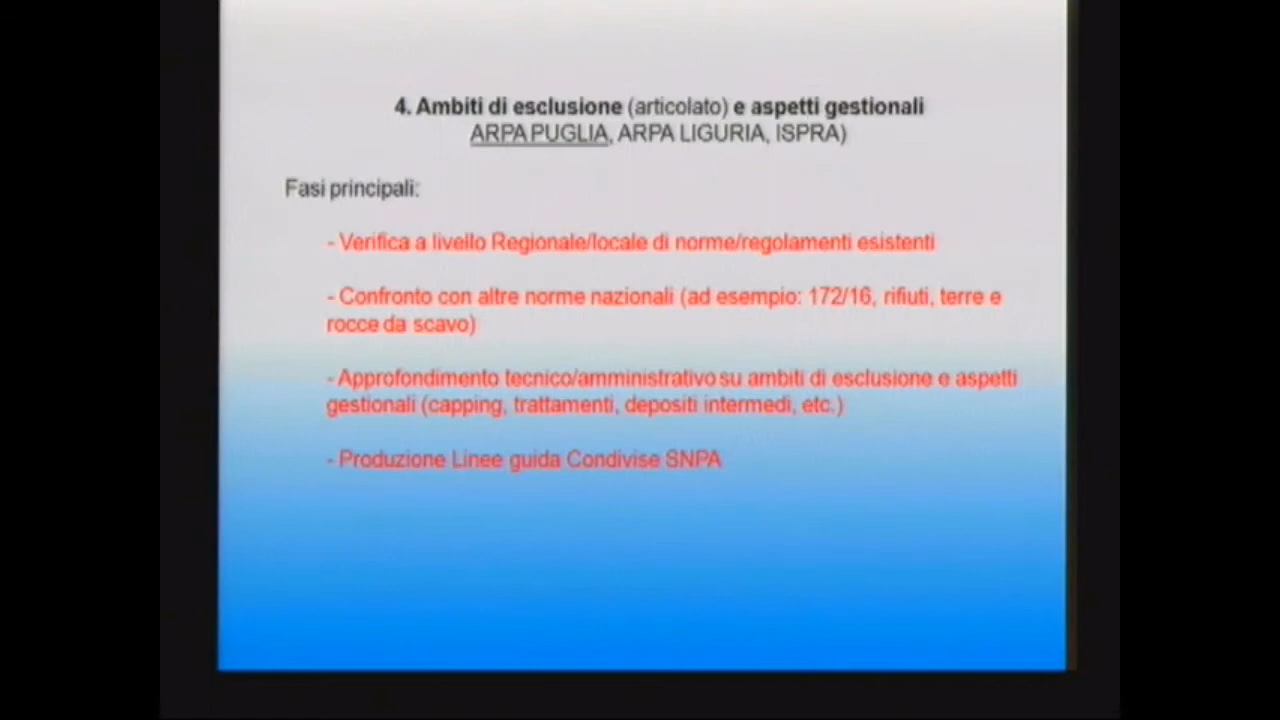 4. Ambiti di esclusione (articolato) e aspetti gestionali
ARPA PUGLIA, ARPA LIGURIA, ISPRA)
Fasi principali:
- Verifica a livello Regionale/locale di norme/regolamenti esistenti
- Confronto con altre norme nazionali (ad esempio: 172/16, rifiuti, terre e
rocce da scavo)
- Approfondimento tecnico/amministrativo su ambiti di esclusione e aspetti
gestionali (capping, trattamenti, depositi intermedi, etc.)
- Produzione Linee guida Condivise SNPA